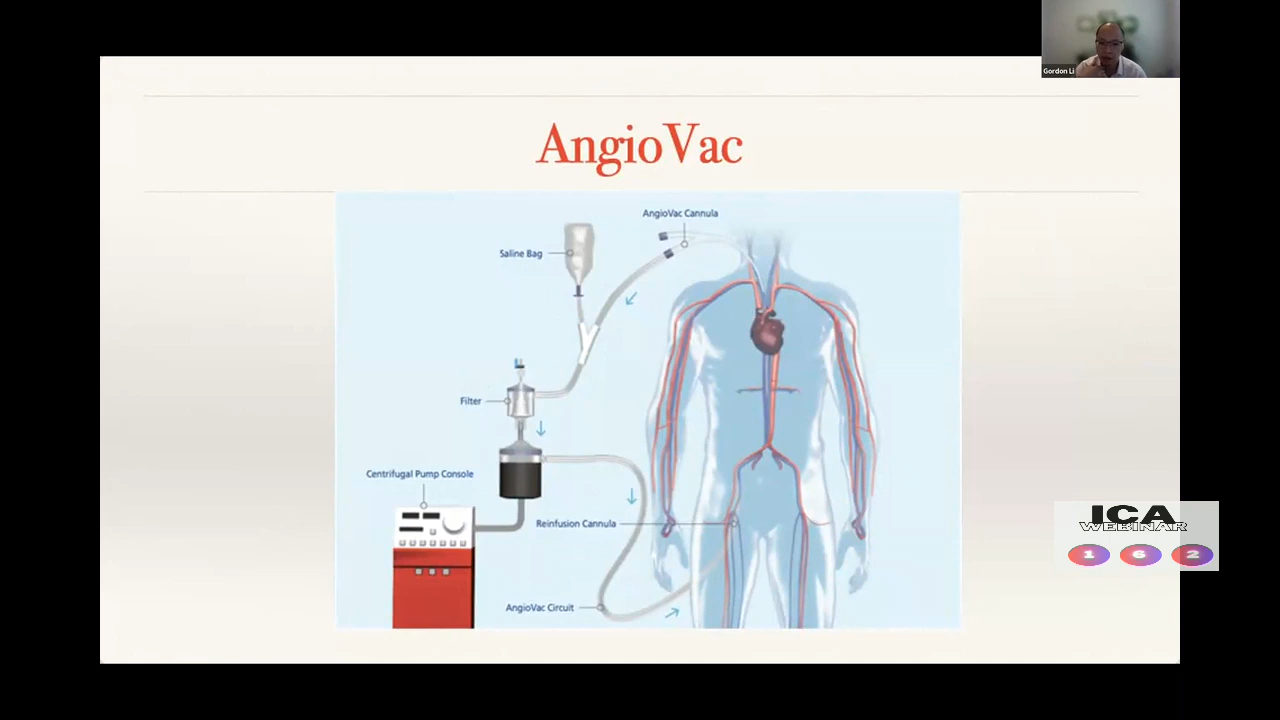 Gordon Li
AngioVac
AngioVac Cannula
Saline Bag
Filter
Centrifugal Pump Console
Reinfusion Cannula
AngioVac Circuit
ICA
WEBINAR
1 6 2